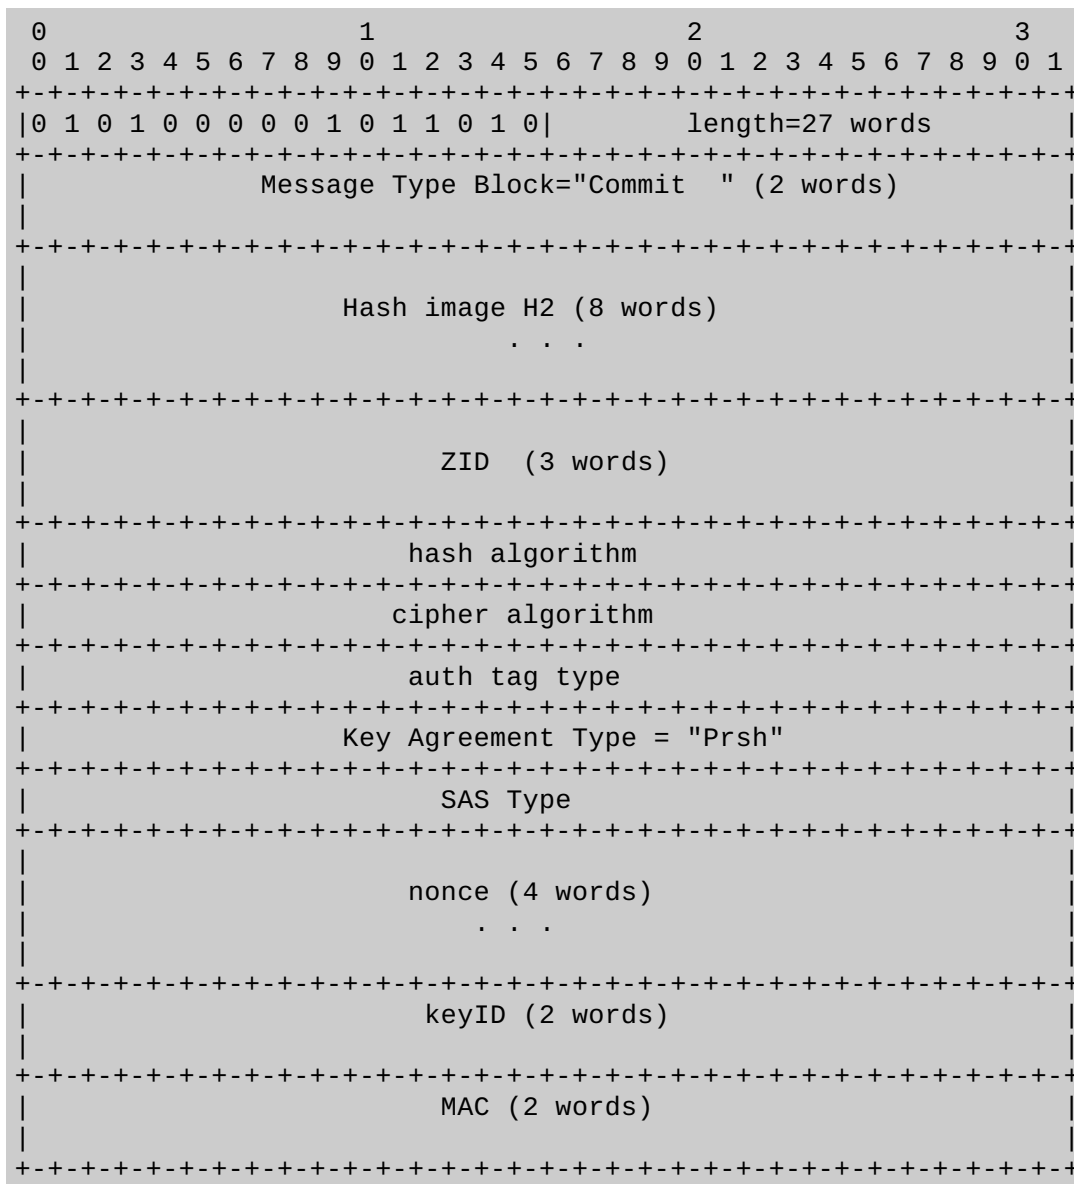 0                   1                   2                   3
0 1 2 3 4 5 6 7 8 9 0 1 2 3 4 5 6 7 8 9 0 1 2 3 4 5 6 7 8 9 0 1
+-+-+-+-+-+-+-+-+-+-+-+-+-+-+-+-+-+-+-+-+-+-+-+-+-+-+-+-+-+-+-+-+
|0 1 0 1 0 0 0 0 0 1 0 1 1 0 1 0|        length=27 words        |
+-+-+-+-+-+-+-+-+-+-+-+-+-+-+-+-+-+-+-+-+-+-+-+-+-+-+-+-+-+-+-+-+
|              Message Type Block="Commit  " (2 words)          |
|                                                               |
+-+-+-+-+-+-+-+-+-+-+-+-+-+-+-+-+-+-+-+-+-+-+-+-+-+-+-+-+-+-+-+-+
|                                                               |
|                   Hash image H2 (8 words)                     |
|                             . . .                             |
|                                                               |
+-+-+-+-+-+-+-+-+-+-+-+-+-+-+-+-+-+-+-+-+-+-+-+-+-+-+-+-+-+-+-+-+
|                                                               |
|                         ZID  (3 words)                        |
|                                                               |
+-+-+-+-+-+-+-+-+-+-+-+-+-+-+-+-+-+-+-+-+-+-+-+-+-+-+-+-+-+-+-+-+
|                       hash algorithm                          |
+-+-+-+-+-+-+-+-+-+-+-+-+-+-+-+-+-+-+-+-+-+-+-+-+-+-+-+-+-+-+-+-+
|                      cipher algorithm                         |
+-+-+-+-+-+-+-+-+-+-+-+-+-+-+-+-+-+-+-+-+-+-+-+-+-+-+-+-+-+-+-+-+
|                       auth tag type                           |
+-+-+-+-+-+-+-+-+-+-+-+-+-+-+-+-+-+-+-+-+-+-+-+-+-+-+-+-+-+-+-+-+
|                   Key Agreement Type = "Prsh"                 |
+-+-+-+-+-+-+-+-+-+-+-+-+-+-+-+-+-+-+-+-+-+-+-+-+-+-+-+-+-+-+-+-+
|                         SAS Type                              |
+-+-+-+-+-+-+-+-+-+-+-+-+-+-+-+-+-+-+-+-+-+-+-+-+-+-+-+-+-+-+-+-+
|                                                               |
|                       nonce (4 words)                         |
|                           . . .                               |
|                                                               |
+-+-+-+-+-+-+-+-+-+-+-+-+-+-+-+-+-+-+-+-+-+-+-+-+-+-+-+-+-+-+-+-+
|                        keyID (2 words)                        |
|                                                               |
+-+-+-+-+-+-+-+-+-+-+-+-+-+-+-+-+-+-+-+-+-+-+-+-+-+-+-+-+-+-+-+-+
|                         MAC (2 words)                         |
|                                                               |
+-+-+-+-+-+-+-+-+-+-+-+-+-+-+-+-+-+-+-+-+-+-+-+-+-+-+-+-+-+-+-+-+